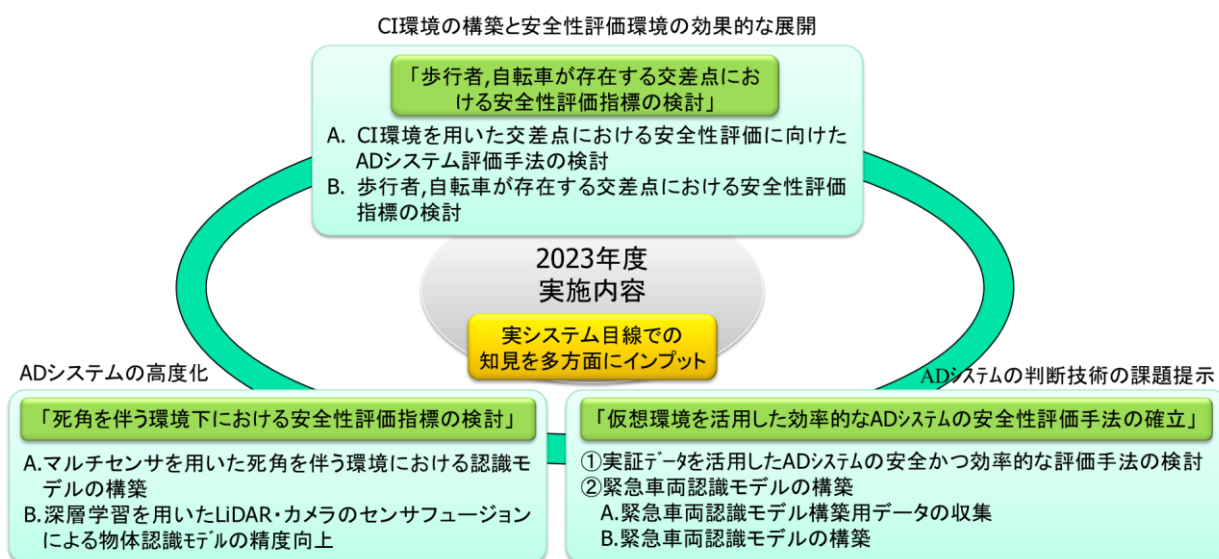 CI環境の構築と安全性評価環境の効果的な展開
「歩行者,自転車が存在する交差点にお
ける安全性評価指標の検討」
A. CI環境を用いた交差点における安全性評価に向けた
ADシステム評価手法の検討
B. 歩行者,自転車が存在する交差点における安全性評価
指標の検討
2023年度
実施内容
実システム目線での
知見を多方面にインプット
ADシステムの高度化
「死角を伴う環境下における安全性評価指標の検討」
A.マルチセンサを用いた死角を伴う環境における認識モ
デルの構築
B.深層学習を用いたLiDAR・カメラのセンサフュージョン
による物体認識ﾓﾃﾞﾙの精度向上
ADｼｽﾃﾑの判断技術の課題提示
「仮想環境を活用した効率的なADｼｽﾃﾑの安全性評価手法の確立」
①実証ﾃﾞｰﾀを活用したADｼｽﾃﾑの安全かつ効率的な評価手法の検討
②緊急車両認識モデルの構築
A.緊急車両認識モデル構築用データの収集
B.緊急車両認識モデルの構築